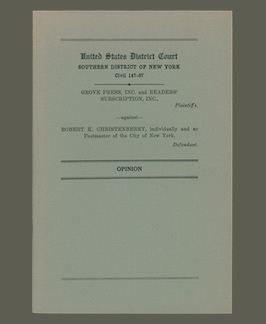 United States District Court
SOUTHERN DISTRICT OF NEW YORK
Civil 147-87
GROVE PRESS, INC. and READERS'
SUBSCRIPTION, INC.,
Plaintiffs,
—against—
ROBERT K. CHRISTENBERRY, individually and as
Postmaster of the City of New York,
Defendant.
OPINION